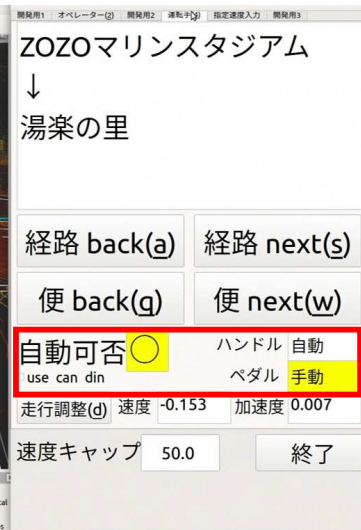 開発用1 オペレーター(2) 開発用2 運転手 指定速度入力 開発用3
ZOZOマリンスタジアム
↓
湯楽の里
経路 back(a) 経路 next(s)
便 back(q) 便 next(w)
自動可否 ○ ハンドル 自動
use can din ペダル 手動
走行調整(d) 速度 -0.153 加速度 0.007
速度キャップ 50.0 終了